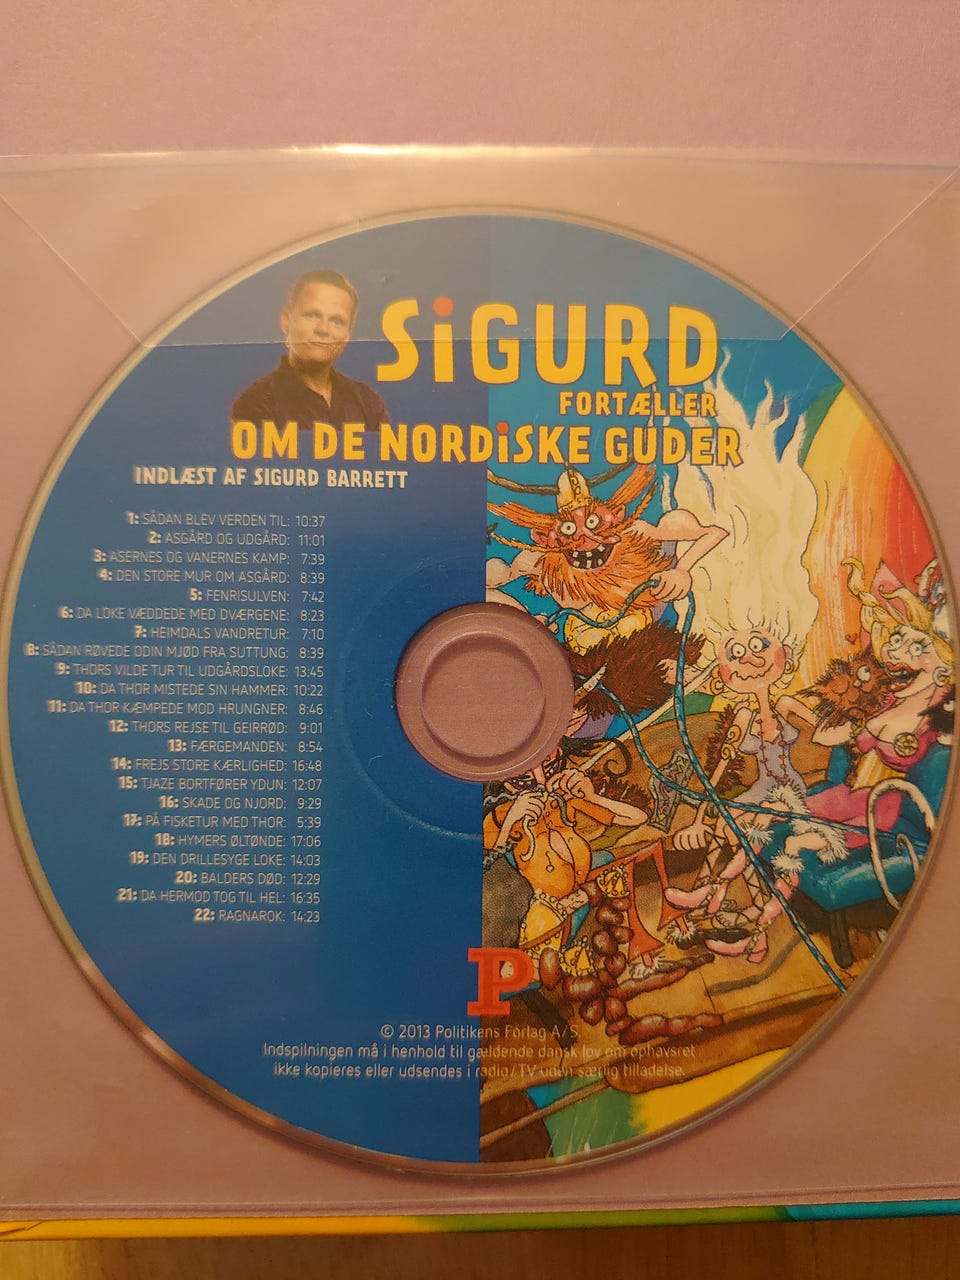 SiGURD
FORTÆLLER
OM DE NORDiSKE GUDER
INDLÆST AF SIGURD BARRETT
1: SÅDAN BLEV VERDEN TIL: 10:37
2: ASGÅRD OG UDGÅRD: 11:01
3: ASERNES OG VANERNES KAMP: 7:39
4: DEN STORE MUR OM ASGÅRD: 8:39
5: FENRISULVEN: 7:42
6: DA LOKE VÆDDEDE MED DVÆRGENE: 8:23
7: HEIMDALS VANDRETUR: 7:10
8: SÅDAN RØVEDE ODIN MJØD FRA SUTTUNG: 8:39
9: THORS VILDE TUR TIL UDGÅRDSLOKE: 13:45
10: DA THOR MISTEDE SIN HAMMER: 10:22
11: DA THOR KÆMPEDE MOD HRUNGNER: 8:46
12: THORS REJSE TIL GEIRRØD: 9:01
13: FÆRGEMANDEN: 8:54
14: FREJS STORE KÆRLIGHED: 16:48
15: TJAZE BORTFØRER YDUN: 12:07
16: SKADE OG NJORD: 9:29
17: PÅ FISKETUR MED THOR: 5:39
18: HYMERS ØLTØNDE: 17:06
19: DEN DRILLESYGE LOKE: 14:03
20: BALDERS DØD: 12:29
21: DA HERMOD TOG TIL HEL: 16:35
22: RAGNAROK: 14:23
P
© 2013 Politikens Forlag A/S.
Indspilningen må i henhold til gældende dansk lov om ophavsret
ikke kopieres eller udsendes i radio/TV uden særlig tilladelse.